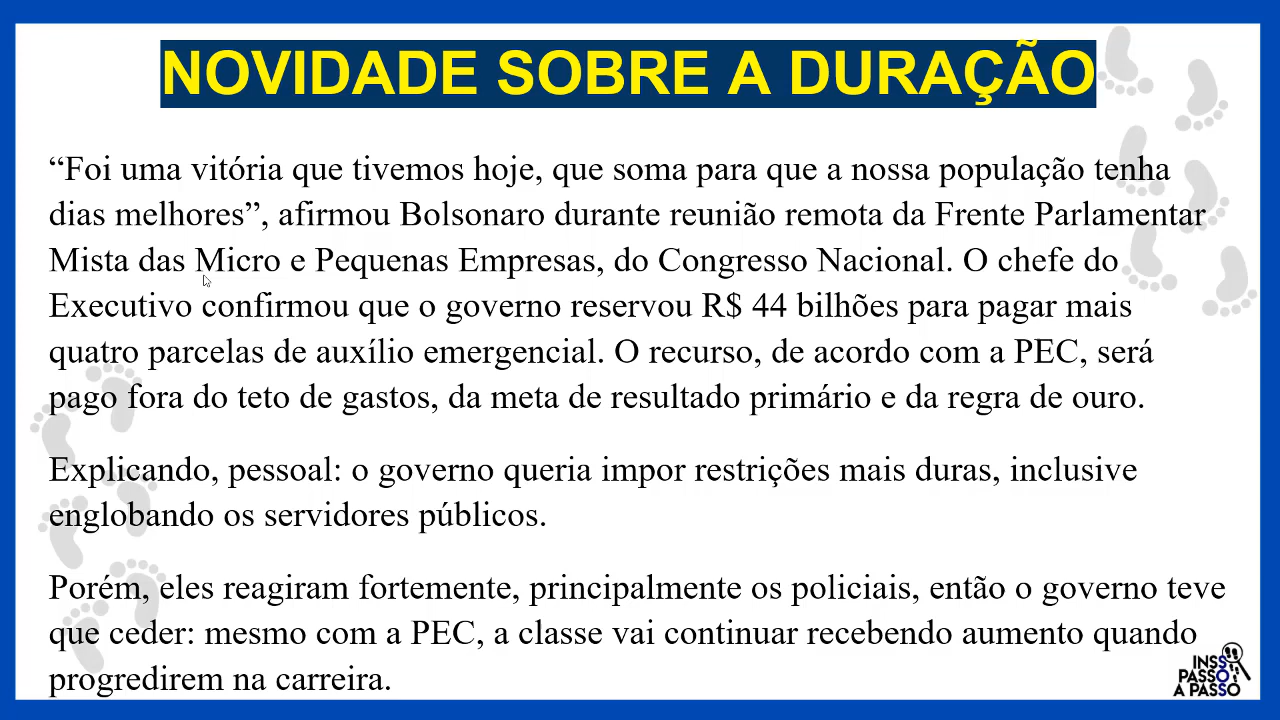 NOVIDADE SOBRE A DURAÇÃO
“Foi uma vitória que tivemos hoje, que soma para que a nossa população tenha
dias melhores”, afirmou Bolsonaro durante reunião remota da Frente Parlamentar
Mista das Micro e Pequenas Empresas, do Congresso Nacional. O chefe do
Executivo confirmou que o governo reservou R$ 44 bilhões para pagar mais
quatro parcelas de auxílio emergencial. O recurso, de acordo com a PEC, será
pago fora do teto de gastos, da meta de resultado primário e da regra de ouro.
Explicando, pessoal: o governo queria impor restrições mais duras, inclusive
englobando os servidores públicos.
Porém, eles reagiram fortemente, principalmente os policiais, então o governo teve
que ceder: mesmo com a PEC, a classe vai continuar recebendo aumento quando
progredirem na carreira.
INSS
PASSO
A PASSO